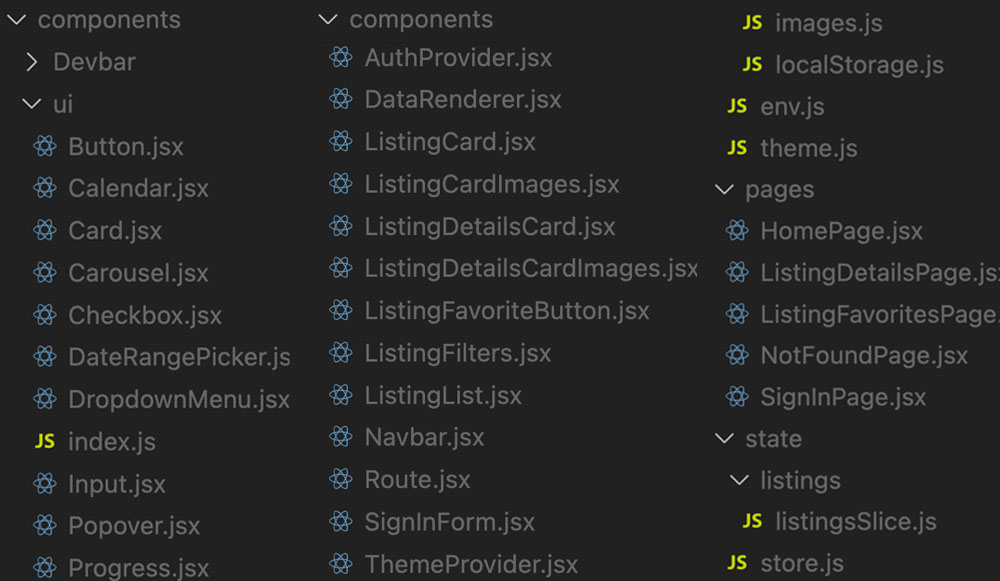 components
Devbar
ui
Button.jsx
Calendar.jsx
Card.jsx
Carousel.jsx
Checkbox.jsx
DateRangePicker.js
DropdownMenu.jsx
JS index.js
Input.jsx
Popover.jsx
Progress.jsx
components
AuthProvider.jsx
DataRenderer.jsx
ListingCard.jsx
ListingCardImages.jsx
ListingDetailsCard.jsx
ListingDetailsCardImages.jsx
ListingFavoriteButton.jsx
ListingFilters.jsx
ListingList.jsx
Navbar.jsx
Route.jsx
SignInForm.jsx
ThemeProvider.jsx
JS images.js
JS localStorage.js
JS env.js
JS theme.js
pages
HomePage.jsx
ListingDetailsPage.js
ListingFavoritesPage.
NotFoundPage.jsx
SignInPage.jsx
state
listings
JS listingsSlice.js
JS store.js